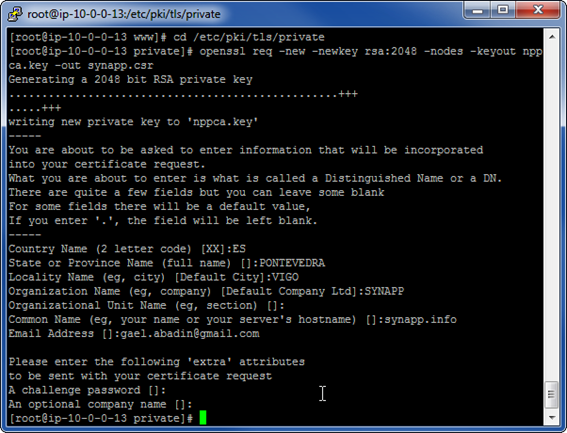 root@ip-10-0-0-13:/etc/pki/tls/private
[root@ip-10-0-0-13 www]# cd /etc/pki/tls/private
[root@ip-10-0-0-13 private]# openssl req -new -newkey rsa:2048 -nodes -keyout npp
ca.key -out synapp.csr
Generating a 2048 bit RSA private key
..................................................+++
.....+++
writing new private key to 'nppca.key'
-----
You are about to be asked to enter information that will be incorporated
into your certificate request.
What you are about to enter is what is called a Distinguished Name or a DN.
There are quite a few fields but you can leave some blank
For some fields there will be a default value,
If you enter '.', the field will be left blank.
-----
Country Name (2 letter code) [XX]:ES
State or Province Name (full name) []:PONTEVEDRA
Locality Name (eg, city) [Default City]:VIGO
Organization Name (eg, company) [Default Company Ltd]:SYNAPP
Organizational Unit Name (eg, section) []:
Common Name (eg, your name or your server's hostname) []:synapp.info
Email Address []:gael.abadin@gmail.com

Please enter the following 'extra' attributes
to be sent with your certificate request
A challenge password []:
An optional company name []:
[root@ip-10-0-0-13 private]#